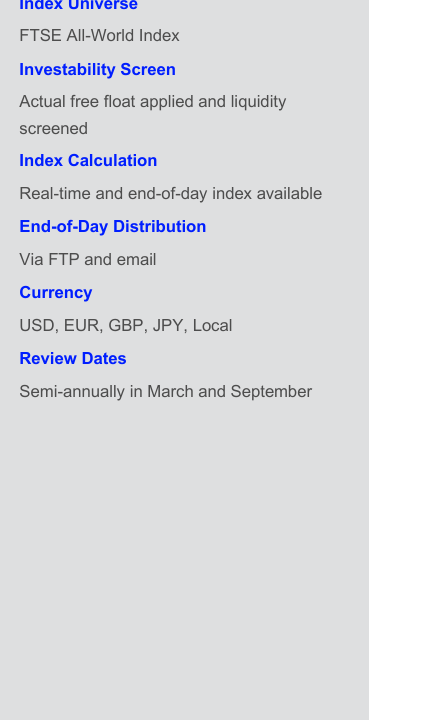 Index Universe
FTSE All-World Index
Investability Screen
Actual free float applied and liquidity
screened
Index Calculation
Real-time and end-of-day index available
End-of-Day Distribution
Via FTP and email
Currency
USD, EUR, GBP, JPY, Local
Review Dates
Semi-annually in March and September